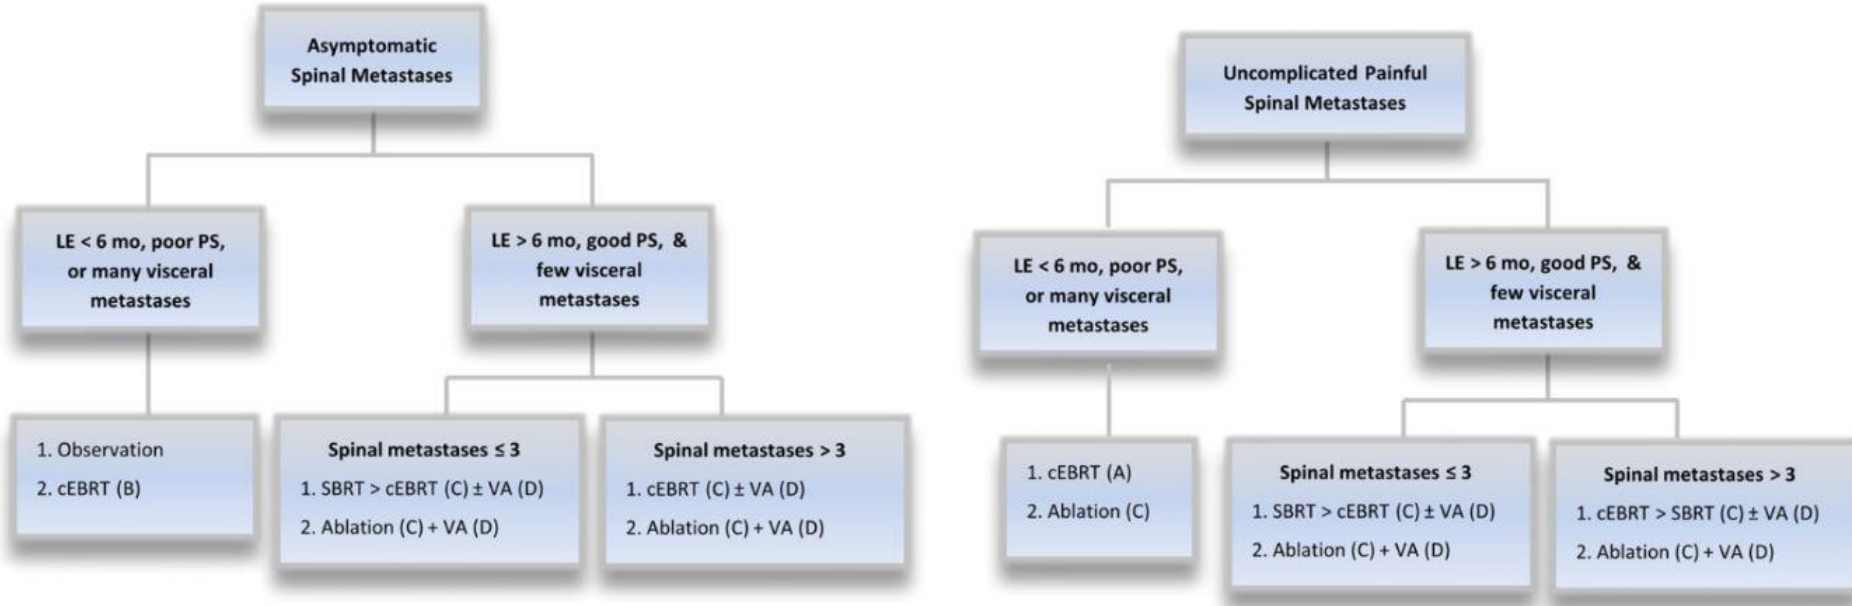 Asymptomatic
Spinal Metastases
LE < 6 mo, poor PS,
or many visceral
metastases
LE > 6 mo, good PS, &
few visceral
metastases
1. Observation
2. cEBRT (B)
Spinal metastases ≤ 3
1. SBRT > cEBRT (C) ± VA (D)
2. Ablation (C) + VA (D)
Spinal metastases > 3
1. cEBRT (C) ± VA (D)
2. Ablation (C) + VA (D)
Uncomplicated Painful
Spinal Metastases
LE < 6 mo, poor PS,
or many visceral
metastases
LE > 6 mo, good PS, &
few visceral
metastases
1. cEBRT (A)
2. Ablation (C)
Spinal metastases ≤ 3
1. SBRT > cEBRT (C) ± VA (D)
2. Ablation (C) + VA (D)
Spinal metastases > 3
1. cEBRT > SBRT (C) ± VA (D)
2. Ablation (C) + VA (D)